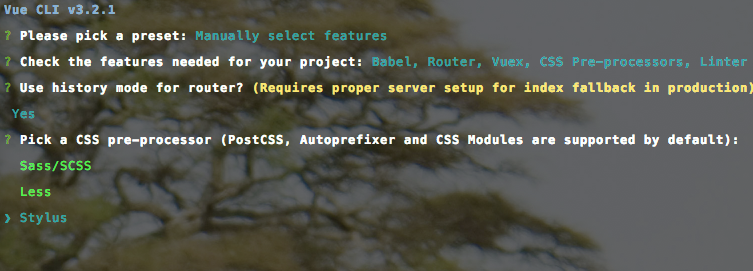 Vue CLI v3.2.1
? Please pick a preset: Manually select features
? Check the features needed for your project: Babel, Router, Vuex, CSS Pre-processors, Linter
? Use history mode for router? (Requires proper server setup for index fallback in production)
Yes
? Pick a CSS pre-processor (PostCSS, Autoprefixer and CSS Modules are supported by default):
Sass/SCSS
Less
❯ Stylus